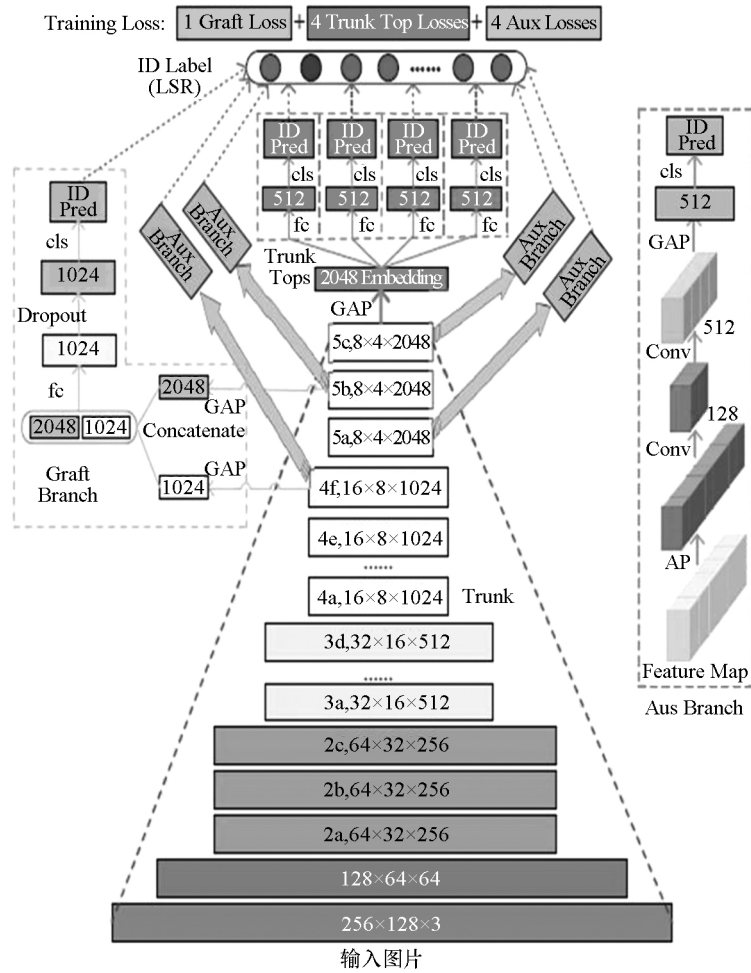 Training Loss: 1 Graft Loss + 4 Trunk Top Losses + 4 Aux Losses
ID Label
(LSR)
......
ID
Pred
ID
Pred
ID
Pred
ID
Pred
cls
cls
cls
cls
512
512
512
512
fc
fc
fc
fc
Trunk
Tops
2048 Embedding
GAP
Aux
Branch
Aux
Branch
Aux
Branch
Aux
Branch
ID
Pred
cls
1024
Dropout
1024
fc
2048 1024
Graft
Branch
2048
GAP
Concatenate
GAP
1024
5c,8×4×2048
5b,8×4×2048
5a,8×4×2048
4f,16×8×1024
4e,16×8×1024
......
4a,16×8×1024
Trunk
3d,32×16×512
......
3a,32×16×512
2c,64×32×256
2b,64×32×256
2a,64×32×256
128×64×64
256×128×3
输入图片
ID
Pred
cls
512
GAP
512
Conv
128
Conv
AP
Feature Map
Aus Branch